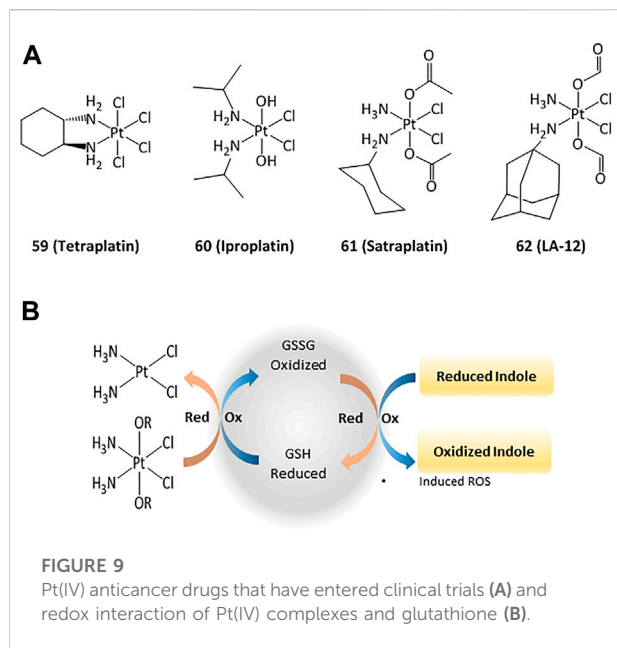 A
H2
N
Cl
Cl
Pt
N
H2
Cl
Cl
OH
H2N
Cl
Pt
H2N
Cl
OH
O
O
H3N
Cl
Pt
H2N
Cl
O
O
O
O
H3N
Cl
Pt
H2N
Cl
O
O
59 (Tetraplatin) 60 (Iproplatin) 61 (Satraplatin) 62 (LA-12)
B
H3N
Cl
Pt
H3N
Cl
OR
H3N
Cl
Pt
H3N
Cl
OR
Red Ox
GSSG
Oxidized
GSH
Reduced
Red Ox
Reduced Indole
Oxidized Indole
Induced ROS
FIGURE 9
Pt(IV) anticancer drugs that have entered clinical trials (A) and
redox interaction of Pt(IV) complexes and glutathione (B).